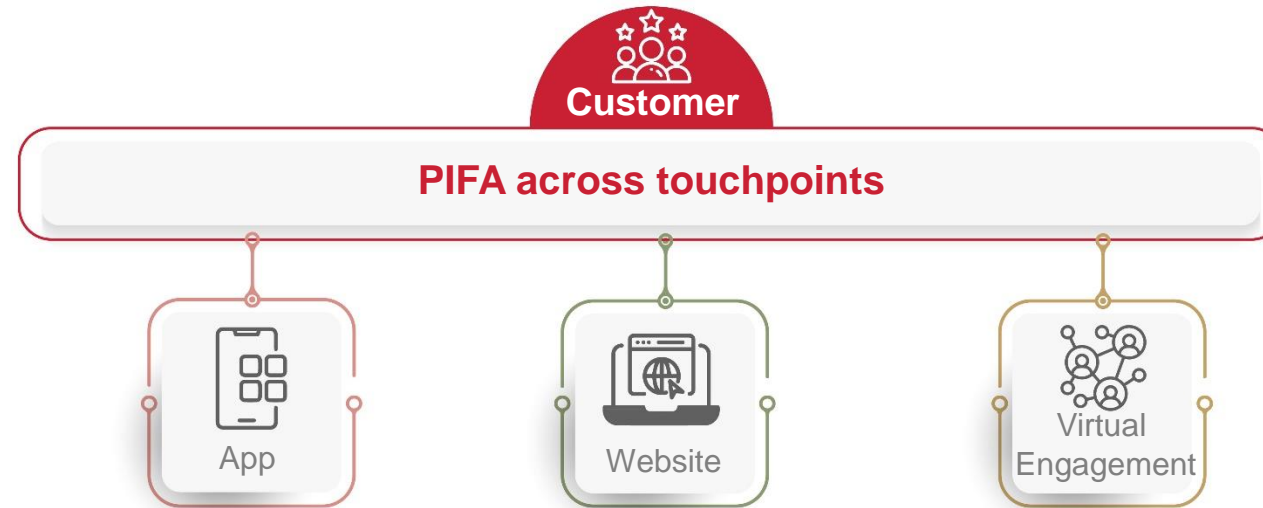 Customer
PIFA across touchpoints
App
Website
Virtual
Engagement